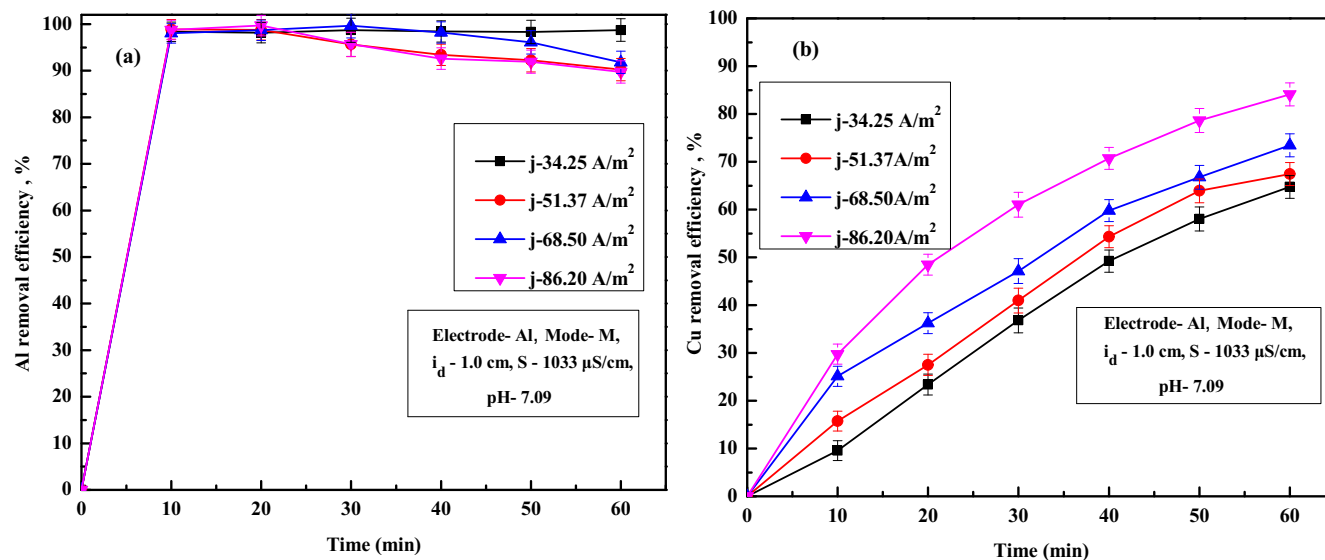 (a)
Al removal efficiency , %
100
90
80
70
60
50
40
30
20
10
0
j-34.25 A/m²
j-51.37 A/m²
j-68.50 A/m²
j-86.20 A/m²
Electrode- Al, Mode- M,
i_d - 1.0 cm, S - 1033 μS/cm,
pH- 7.09
0 10 20 30 40 50 60
Time (min)
(b)
Cu removal efficiency , %
100
90
80
70
60
50
40
30
20
10
0
j-34.25 A/m²
j-51.37A/m²
j-68.50A/m²
j-86.20A/m²
Electrode- Al, Mode- M,
i_d - 1.0 cm, S - 1033 μS/cm,
pH- 7.09
0 10 20 30 40 50 60
Time (min)